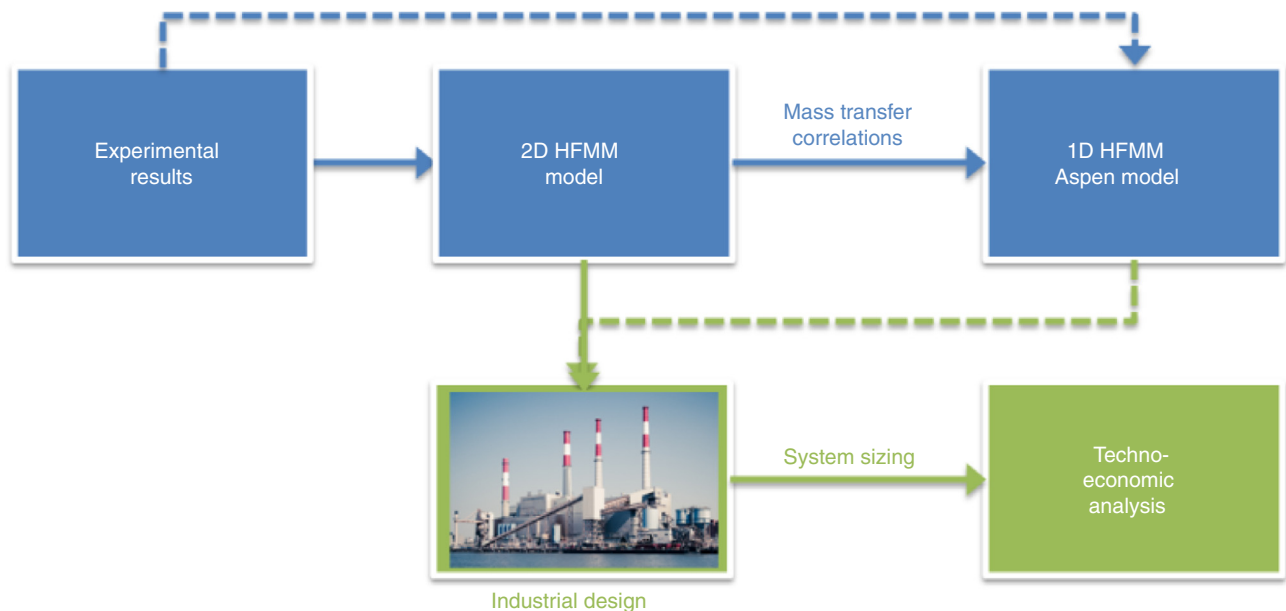 Experimental
results
2D HFMM
model
Mass transfer
correlations
1D HFMM
Aspen model
System sizing
Techno-
economic
analysis
Industrial design